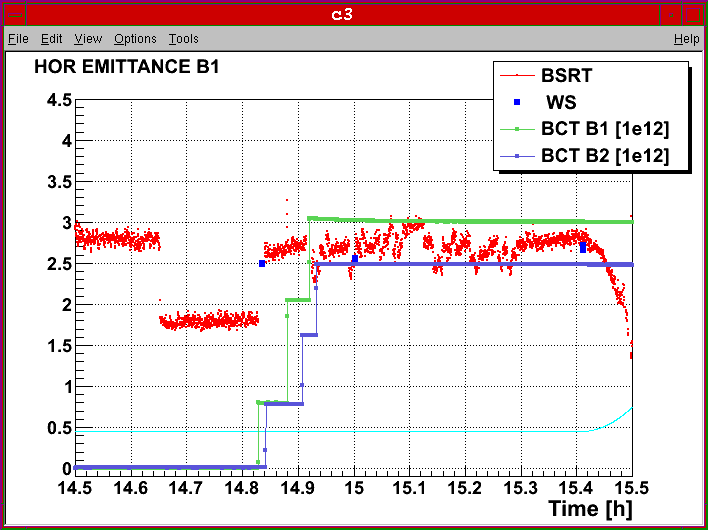 c3
File Edit View Options Tools Help
HOR EMITTANCE B1
BSRT
WS
BCT B1 [1e12]
BCT B2 [1e12]
4.5
4
3.5
3
2.5
2
1.5
1
0.5
0
14.5 14.6 14.7 14.8 14.9 15 15.1 15.2 15.3 15.4 15.5
Time [h]